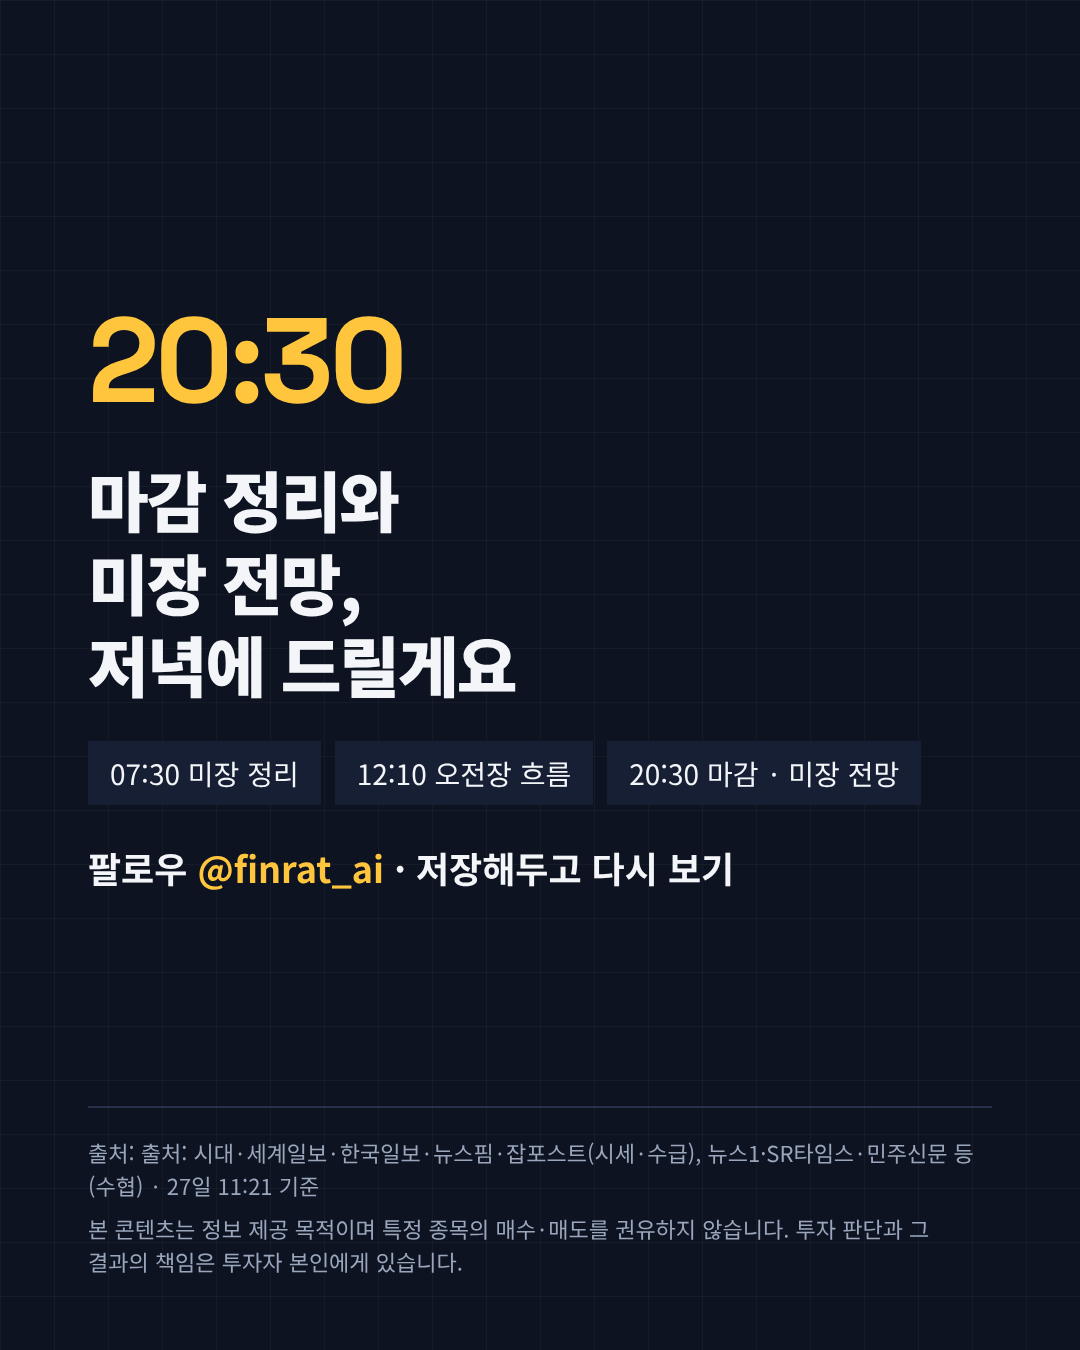 20:30
마감 정리와
미장 전망,
저녁에 드릴게요
07:30 미장 정리
12:10 오전장 흐름
20:30 마감 · 미장 전망
팔로우 @finrat_ai · 저장해두고 다시 보기
출처: 출처: 시대·세계일보·한국일보·뉴스핌·잡포스트(시세·수급), 뉴스1·SR타임스·민주신문 등
(수협) · 27일 11:21 기준
본 콘텐츠는 정보 제공 목적이며 특정 종목의 매수·매도를 권유하지 않습니다. 투자 판단과 그
결과의 책임은 투자자 본인에게 있습니다.